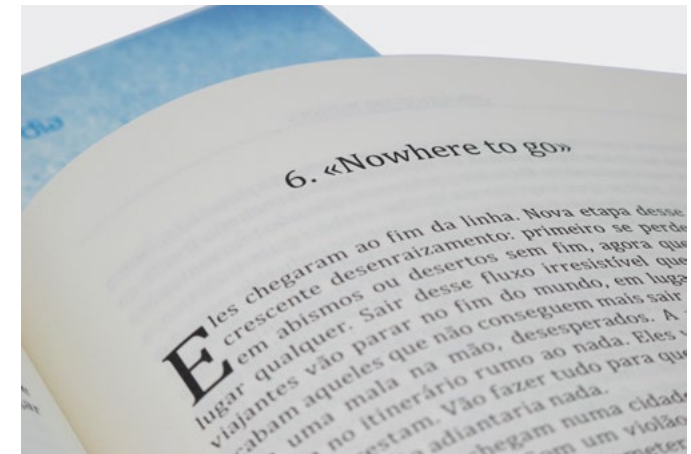 6. «Nowhere to go»
Eles chegaram ao fim da linha. Nova etapa desse
crescente desenraizamento: primeiro se perde
em abismos ou desertos sem fim, agora que
lugar qualquer. Sair desse fluxo irresistível que
viajantes vão parar no fim do mundo, em luga
cabam aqueles que não conseguem mais sair
uma mala na mão, desesperados. A
no itinerário rumo ao nada. Eles v
estam. Vão fazer tudo para que
adiantaria nada.
chegam numa cidade
um violão